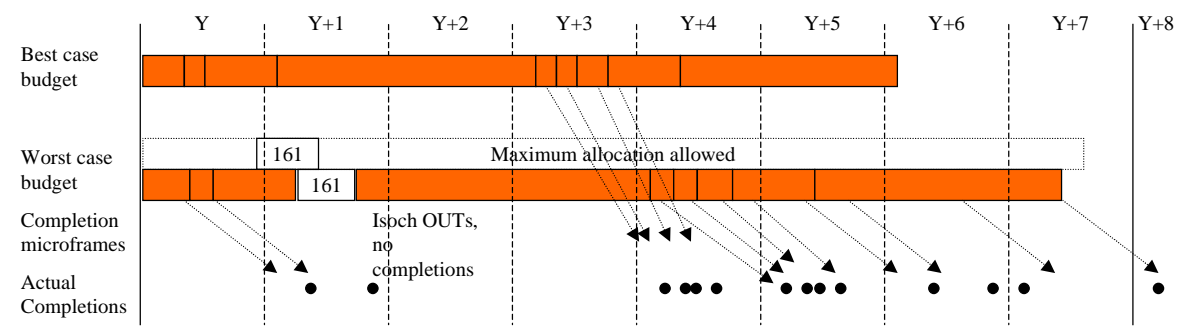 Y Y+1 Y+2 Y+3 Y+4 Y+5 Y+6 Y+7 Y+8
Best case
budget
161 Maximum allocation allowed
Worst case
budget
161
Completion
microframes
Isoch OUTs,
no
completions
Actual
Completions